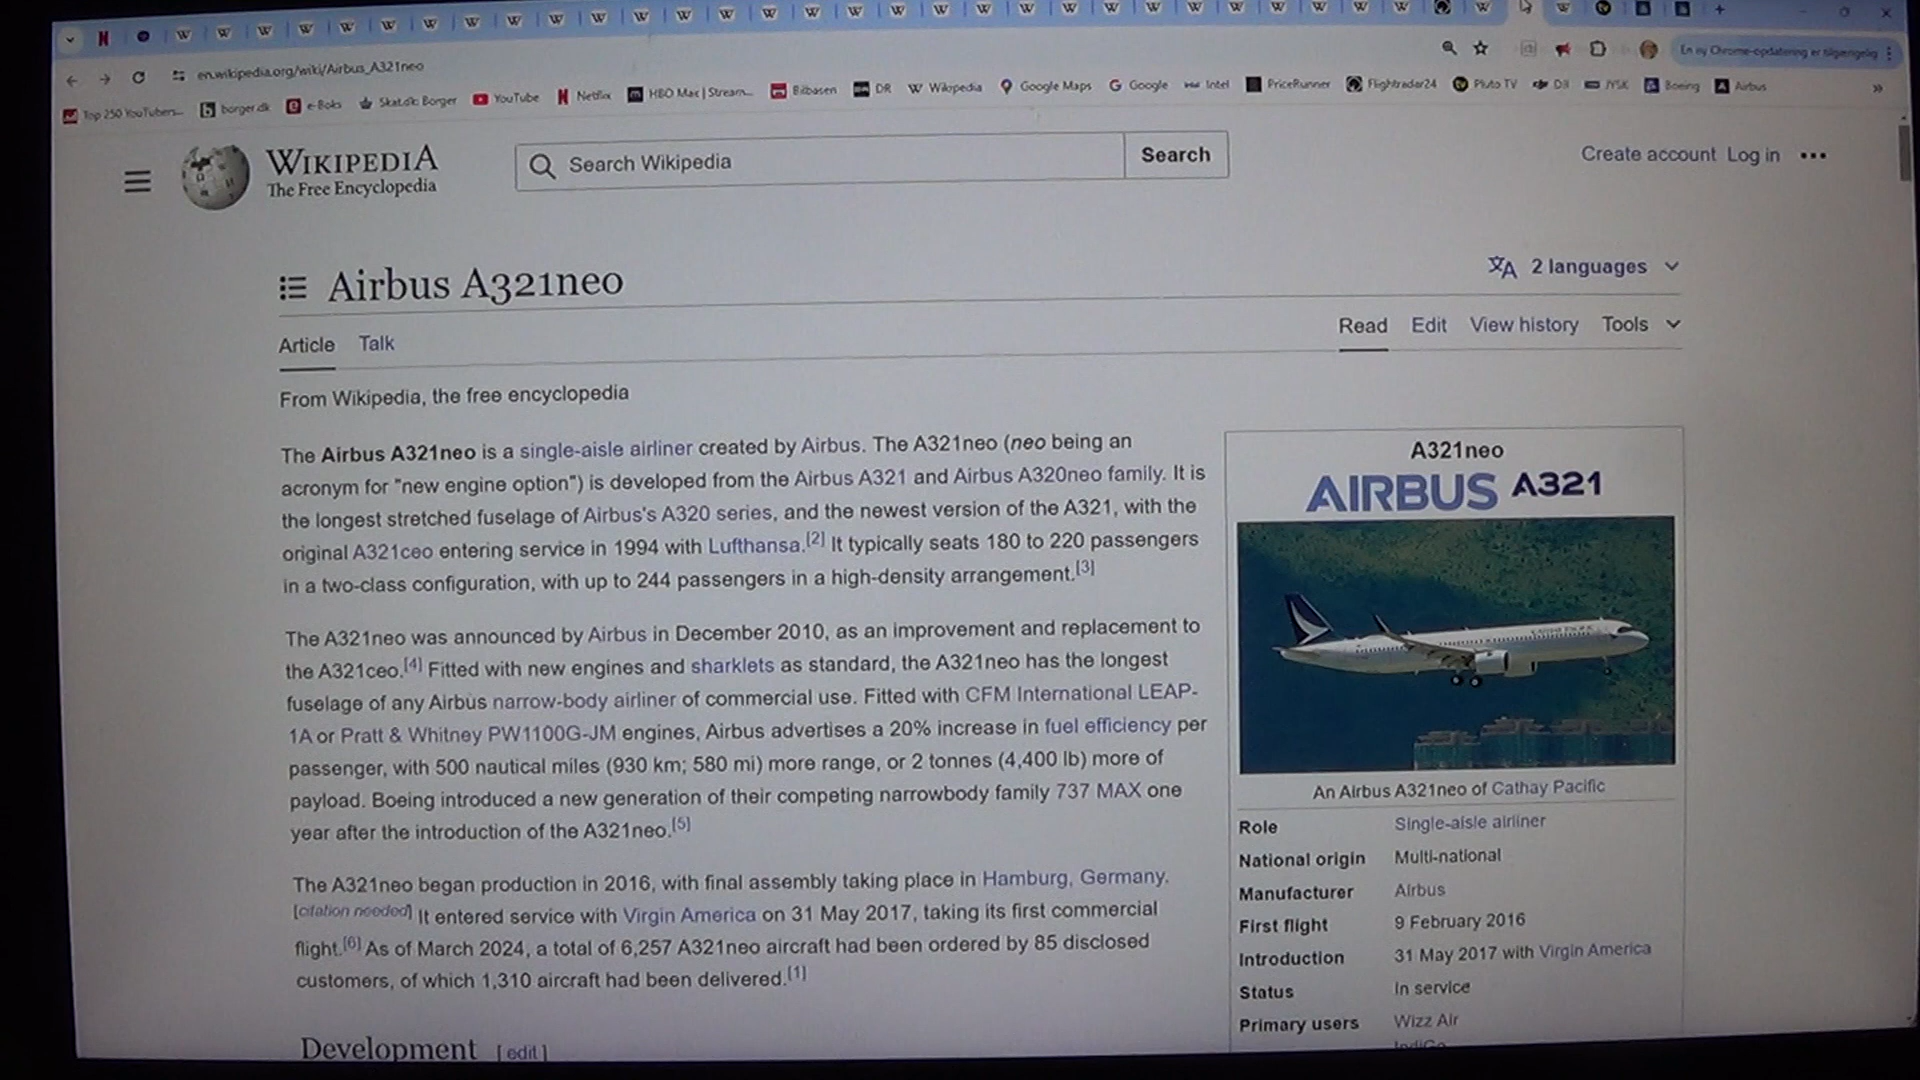 en.wikipedia.org/wiki/Airbus_A321neo
En ny Chrome-opdatering er tilgængelig
Top 250 YouTubers... borger.dk e-Boks Skat.dk: Borger YouTube Netflix HBO Max | Stream... Bilbasen DR Wikipedia Google Maps Google Intel PriceRunner Flightradar24 Pluto TV DJI JYSK Boeing Airbus
WIKIPEDIA
The Free Encyclopedia
Search Wikipedia
Search
Create account Log in
Airbus A321neo
2 languages
Article Talk
Read Edit View history Tools
From Wikipedia, the free encyclopedia
The Airbus A321neo is a single-aisle airliner created by Airbus. The A321neo (neo being an
acronym for "new engine option") is developed from the Airbus A321 and Airbus A320neo family. It is
the longest stretched fuselage of Airbus's A320 series, and the newest version of the A321, with the
original A321ceo entering service in 1994 with Lufthansa.[2] It typically seats 180 to 220 passengers
in a two-class configuration, with up to 244 passengers in a high-density arrangement.[3]
The A321neo was announced by Airbus in December 2010, as an improvement and replacement to
the A321ceo.[4] Fitted with new engines and sharklets as standard, the A321neo has the longest
fuselage of any Airbus narrow-body airliner of commercial use. Fitted with CFM International LEAP-
1A or Pratt & Whitney PW1100G-JM engines, Airbus advertises a 20% increase in fuel efficiency per
passenger, with 500 nautical miles (930 km; 580 mi) more range, or 2 tonnes (4,400 lb) more of
payload. Boeing introduced a new generation of their competing narrowbody family 737 MAX one
year after the introduction of the A321neo.[5]
The A321neo began production in 2016, with final assembly taking place in Hamburg, Germany.
[citation needed] It entered service with Virgin America on 31 May 2017, taking its first commercial
flight.[6] As of March 2024, a total of 6,257 A321neo aircraft had been ordered by 85 disclosed
customers, of which 1,310 aircraft had been delivered.[1]
Development [edit]
A321neo
AIRBUS A321
An Airbus A321neo of Cathay Pacific
Role Single-aisle airliner
National origin Multi-national
Manufacturer Airbus
First flight 9 February 2016
Introduction 31 May 2017 with Virgin America
Status In service
Primary users Wizz Air
IndiGo